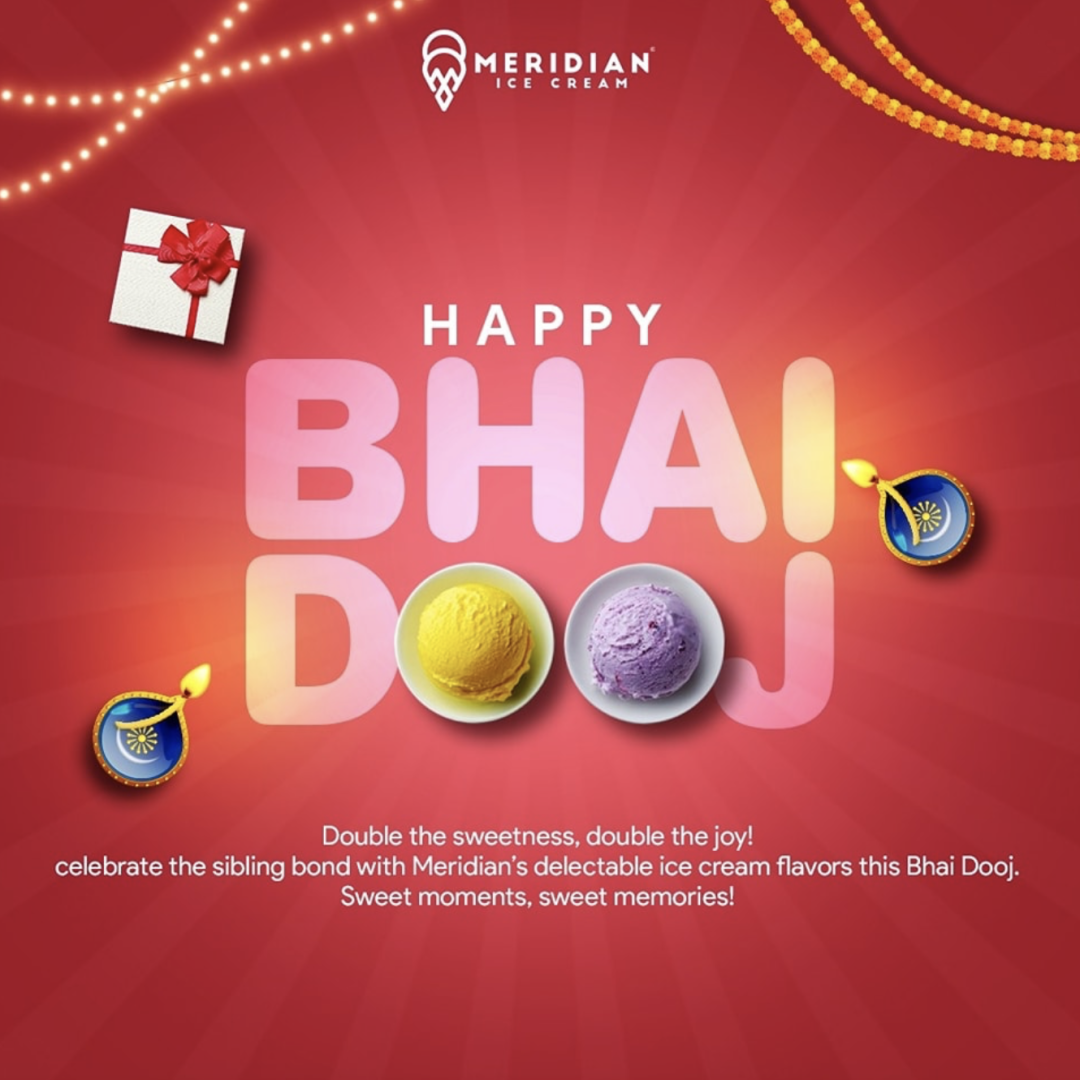 MERIDIAN®
ICE CREAM
HAPPY
BHAI
DOOJ
Double the sweetness, double the joy!
celebrate the sibling bond with Meridian’s delectable ice cream flavors this Bhai Dooj.
Sweet moments, sweet memories!